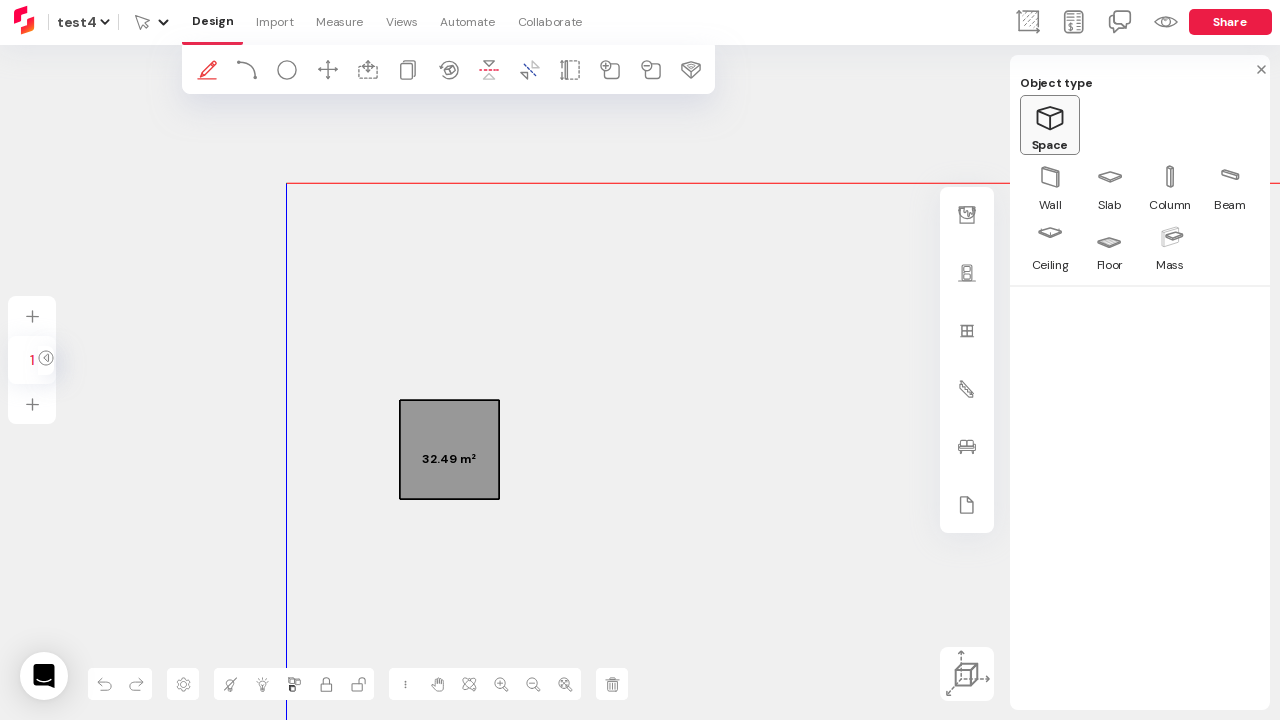 test4
Design
Import
Measure
Views
Automate
Collaborate
Share
Object type
Space
Wall
Slab
Column
Beam
Ceiling
Floor
Mass
1
32.49 m²